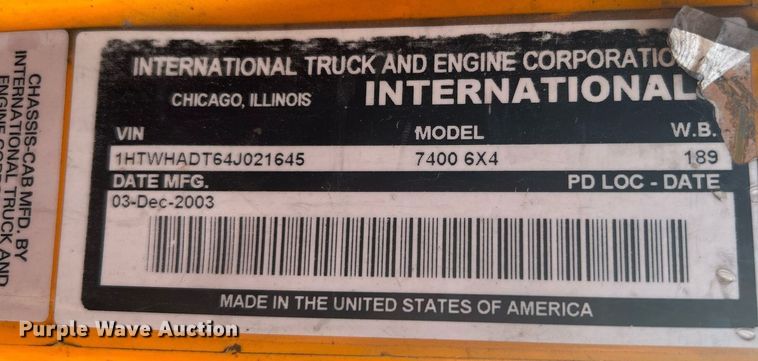 CHASSIS-CAB MFD. BY
INTERNATIONAL TRUCK AND
ENGINE CORP.
INTERNATIONAL TRUCK AND ENGINE CORPORATIO
CHICAGO, ILLINOIS INTERNATIONAL
VIN MODEL W.B.
1HTWHADT64J021645 7400 6X4 189
DATE MFG. PD LOC - DATE
03-Dec-2003
MADE IN THE UNITED STATES OF AMERICA
Purple Wave Auction